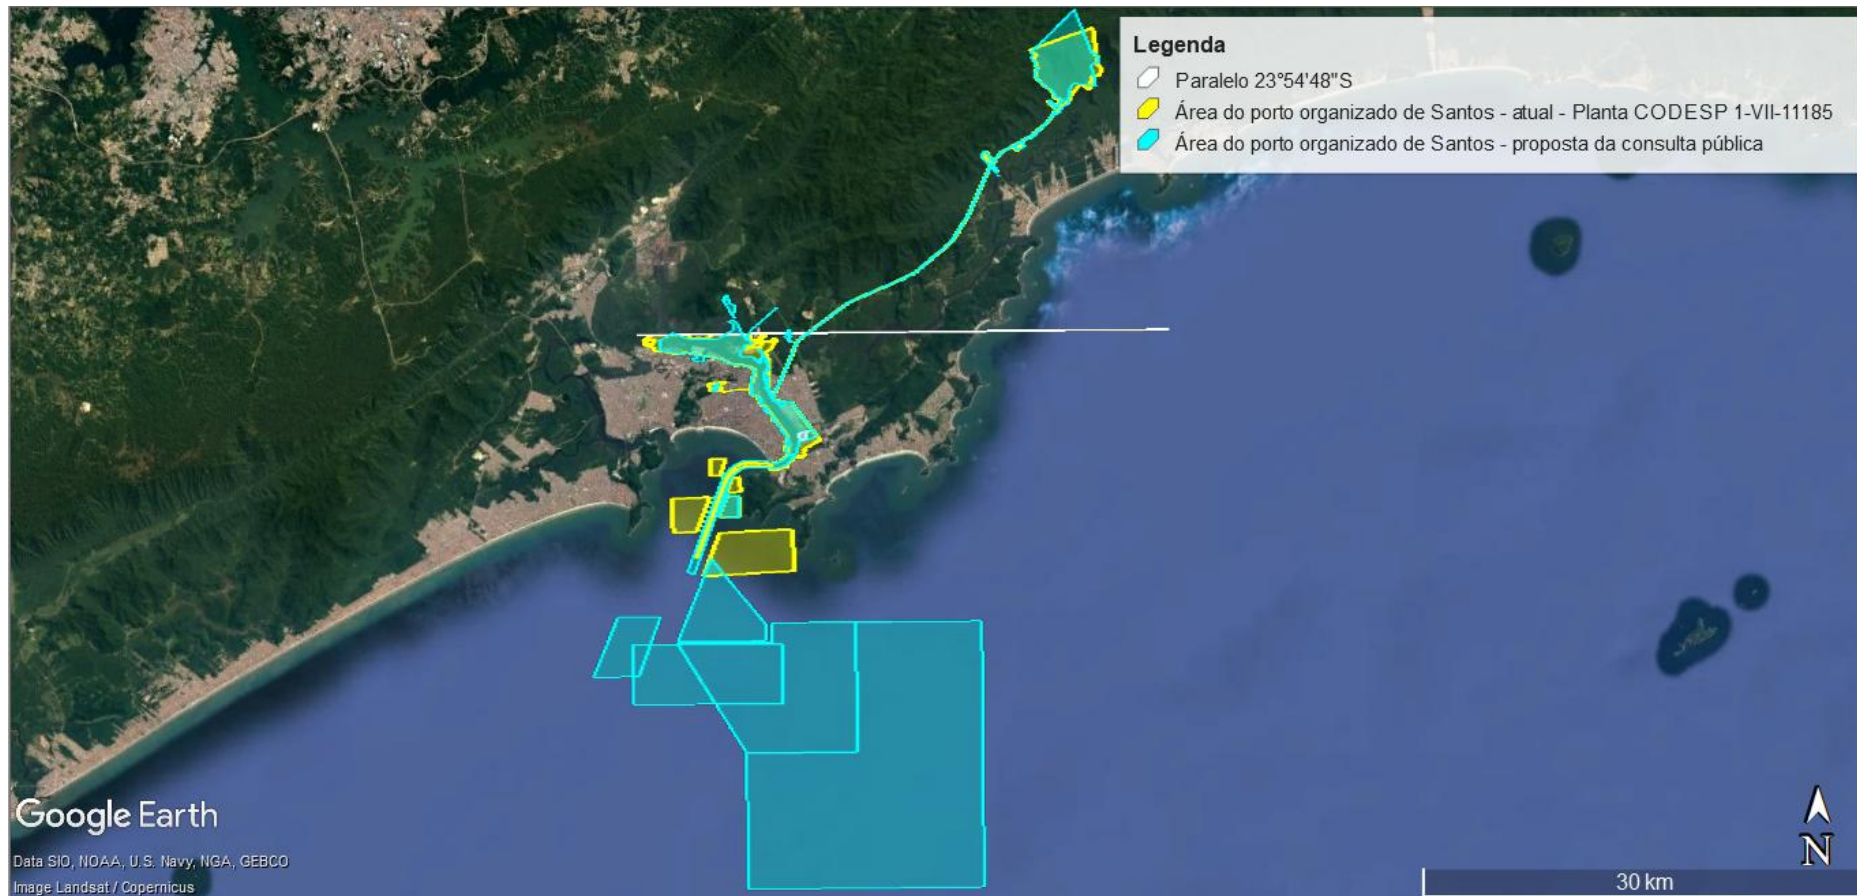 Legenda
Paralelo 23°54'48"S
Área do porto organizado de Santos - atual - Planta CODESP 1-VII-11185
Área do porto organizado de Santos - proposta da consulta pública
Google Earth
Data SIO, NOAA, U.S. Navy, NGA, GEBCO
Image Landsat / Copernicus
N
30 km